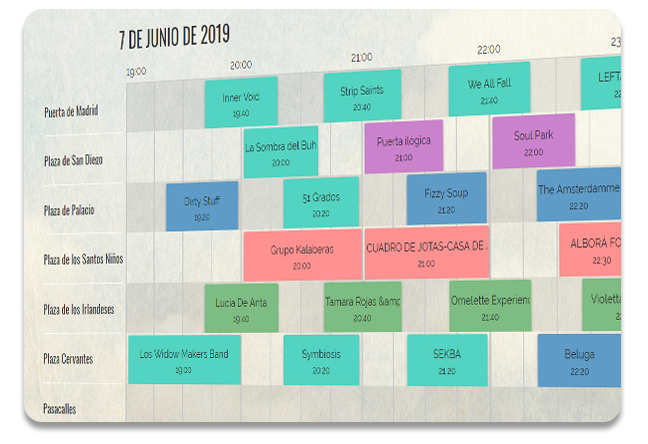 7 DE JUNIO DE 2019
19:00 20:00 21:00 22:00 23
Puerta de Madrid
Inner Void
19:40
Strip Saints
20:40
We All Fall
21:40
LEFT
22
Plaza de San Diego
La Sombra del Buh
20:00
Puerta ilógica
21:00
Soul Park
22:00
Plaza de Palacio
Dirty Stuff
19:20
51 Grados
20:20
Fizzy Soup
21:20
The Amsterdamme
22:20
Plaza de los Santos Niños
Grupo Kalaberas
20:00
CUADRO DE JOTAS-CASA DE
21:00
ALBORÁ FO
22:30
Plaza de los Irlandeses
Lucia De Anta
19:40
Tamara Rojas &amp
20:40
Omelette Experienc
21:40
Violett
22
Plaza Cervantes
Los Widow Makers Band
19:00
Symbiosis
20:20
SEKBA
21:20
Beluga
22:20
Pasacalles